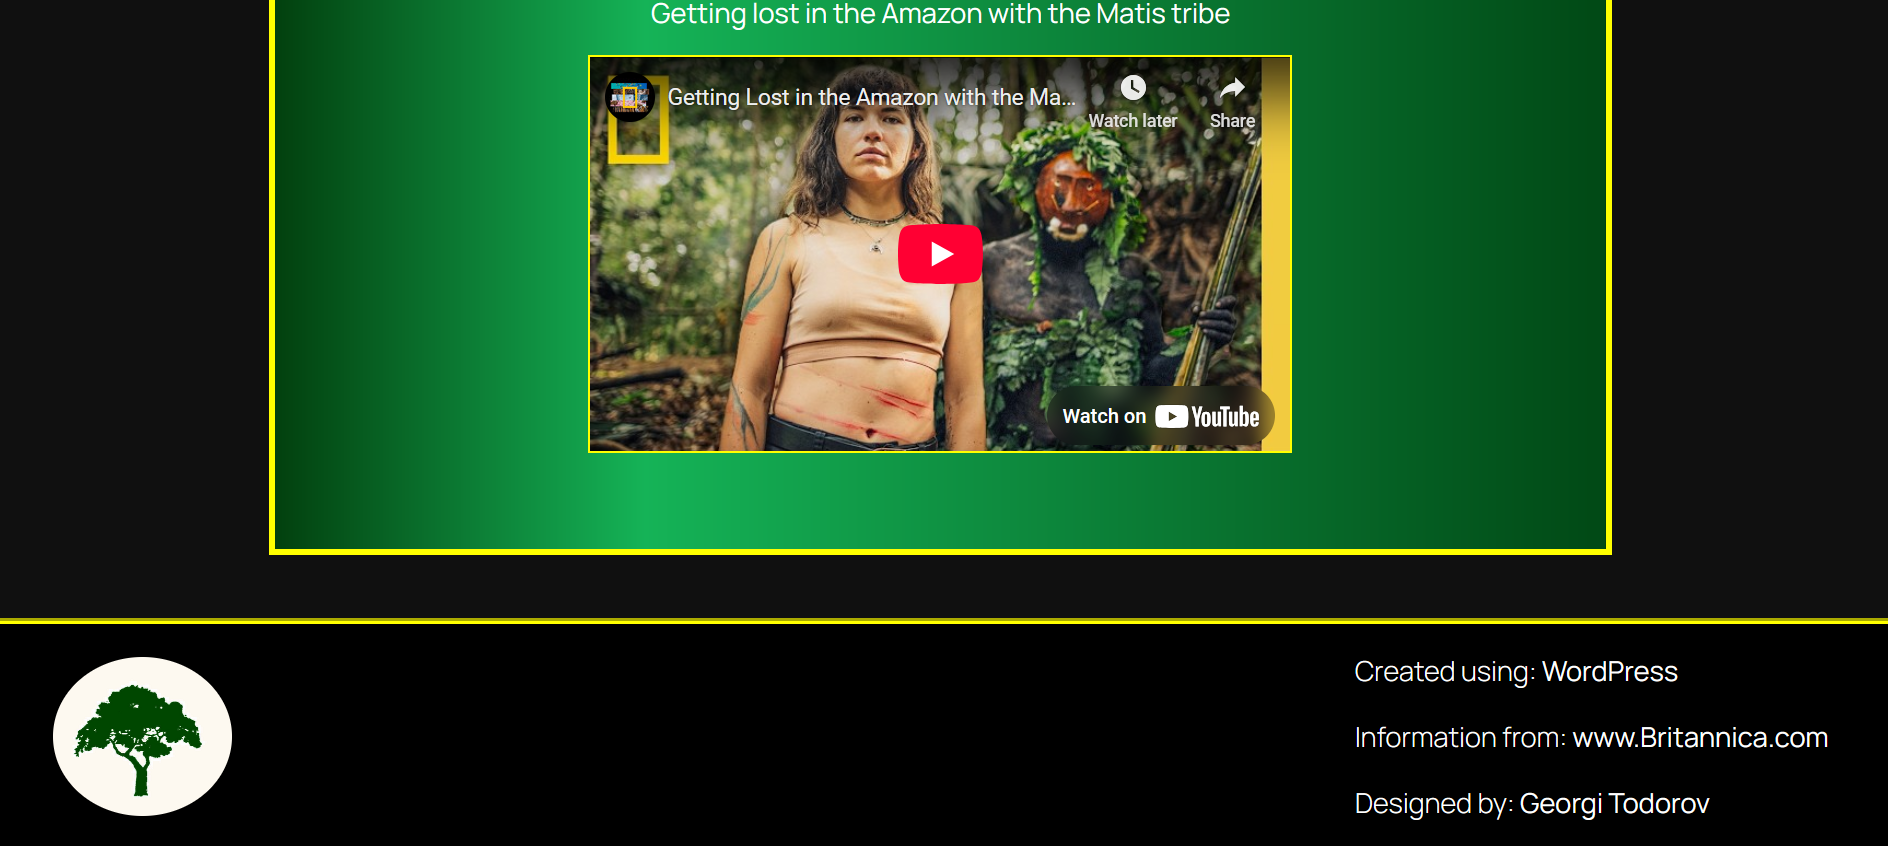 Getting lost in the Amazon with the Matis tribe
Getting Lost in the Amazon with the Ma...
Watch later
Share
Watch on YouTube
Created using: WordPress
Information from: www.Britannica.com
Designed by: Georgi Todorov